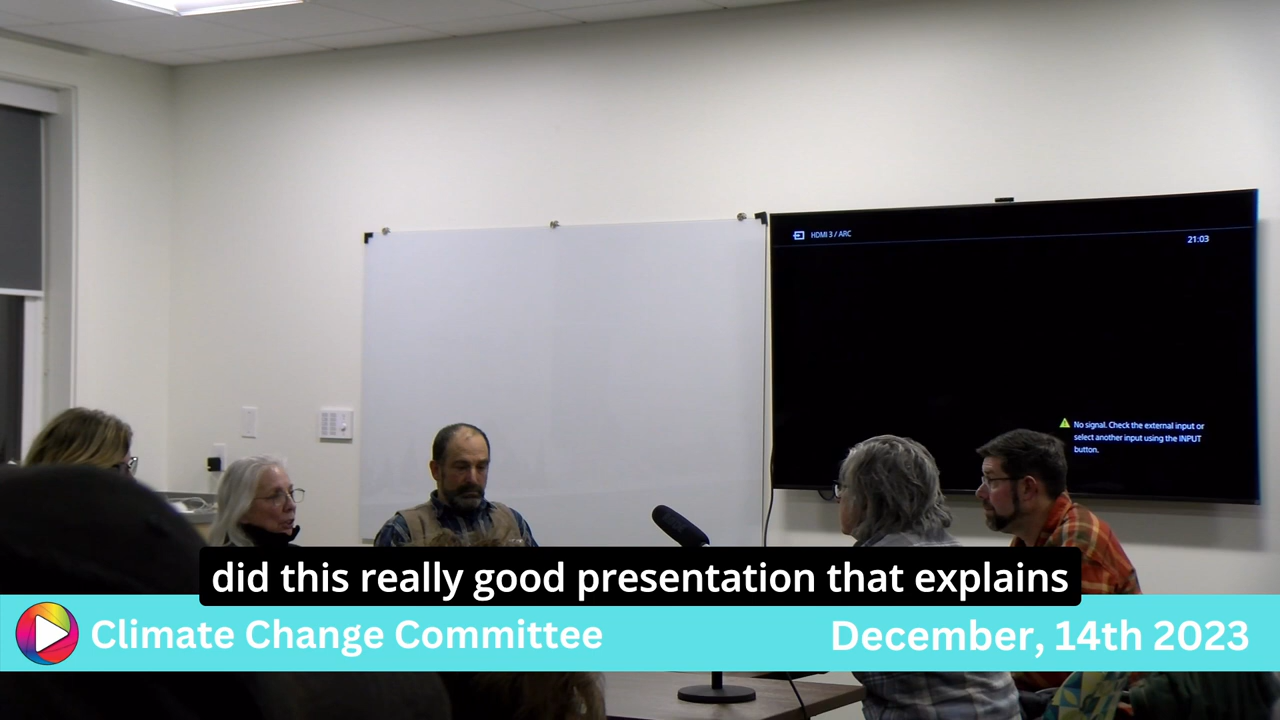 HDMI 3 / ARC
21:03
No signal. Check the external input or
select another input using the INPUT
button.
did this really good presentation that explains
Climate Change Committee
December, 14th 2023